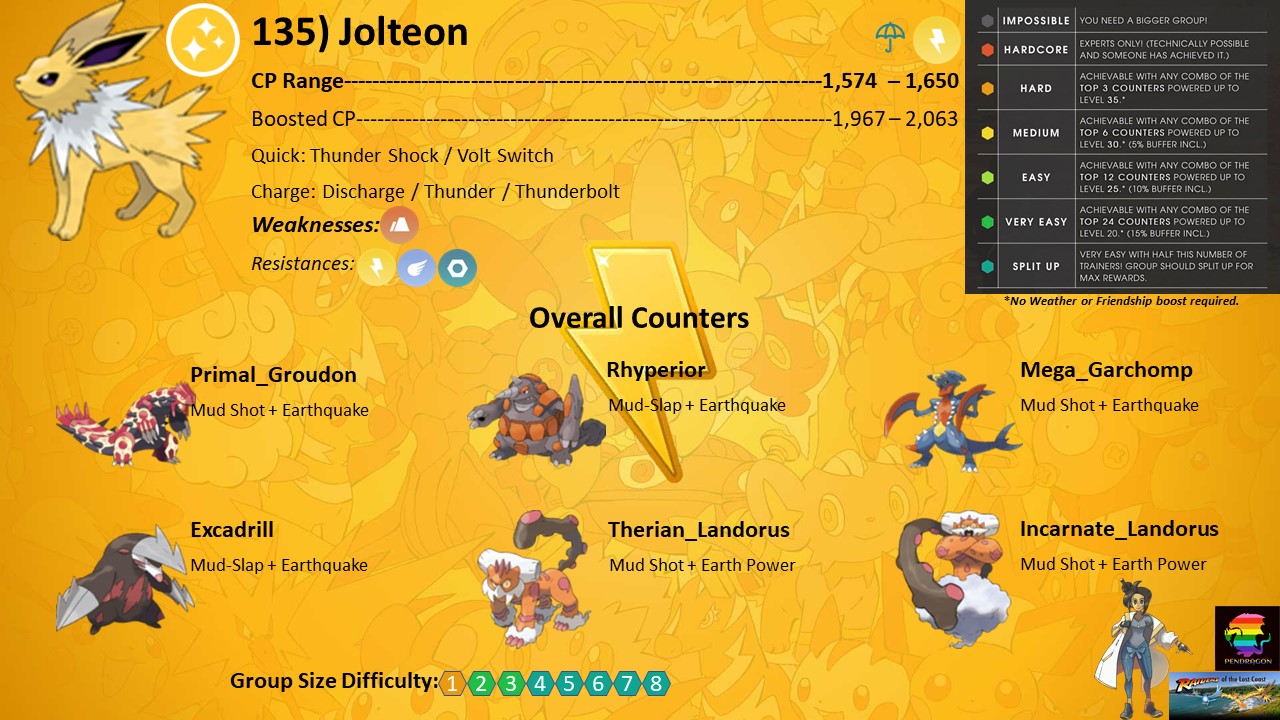 135) Jolteon
CP Range--------------------------------------------------------------------1,574 – 1,650
Boosted CP--------------------------------------------------------------------1,967 – 2,063
Quick: Thunder Shock / Volt Switch
Charge: Discharge / Thunder / Thunderbolt
Weaknesses:
Resistances:
IMPOSSIBLE YOU NEED A BIGGER GROUP!
HARDCORE EXPERTS ONLY! (TECHNICALLY POSSIBLE
AND SOMEONE HAS ACHIEVED IT.)
HARD ACHIEVABLE WITH ANY COMBO OF THE
TOP 3 COUNTERS POWERED UP TO
LEVEL 35.*
MEDIUM ACHIEVABLE WITH ANY COMBO OF THE
TOP 6 COUNTERS POWERED UP TO
LEVEL 30.* (5% BUFFER INCL.)
EASY ACHIEVABLE WITH ANY COMBO OF THE
TOP 12 COUNTERS POWERED UP TO
LEVEL 25.* (10% BUFFER INCL.)
VERY EASY ACHIEVABLE WITH ANY COMBO OF THE
TOP 24 COUNTERS POWERED UP TO
LEVEL 20.* (15% BUFFER INCL.)
SPLIT UP VERY EASY WITH HALF THIS NUMBER OF
TRAINERS! GROUP SHOULD SPLIT UP FOR
MAX REWARDS.
*No Weather or Friendship boost required.
Overall Counters
Primal_Groudon
Mud Shot + Earthquake
Rhyperior
Mud-Slap + Earthquake
Mega_Garchomp
Mud Shot + Earthquake
Excadrill
Mud-Slap + Earthquake
Therian_Landorus
Mud Shot + Earth Power
Incarnate_Landorus
Mud Shot + Earth Power
Group Size Difficulty: 1 2 3 4 5 6 7 8
PENDRAGON
RAIDERS of the Lost Coast